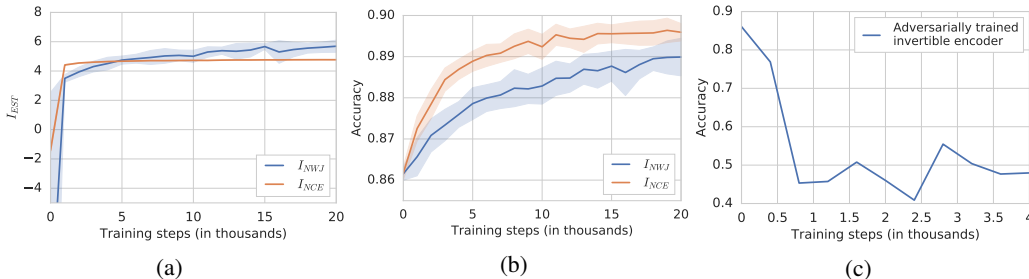 8
6
4
2
0
−2
−4
I_EST
0
5
10
15
20
Training steps (in thousands)
I_NWJ
I_NCE
(a)
0.90
0.89
0.88
0.87
0.86
Accuracy
0
5
10
15
20
Training steps (in thousands)
I_NWJ
I_NCE
(b)
0.9
0.8
0.7
0.6
0.5
0.4
Accuracy
0
0.5
1
1.5
2
2.5
3
3.5
4
Training steps (in thousands)
Adversarially trained
invertible encoder
(c)